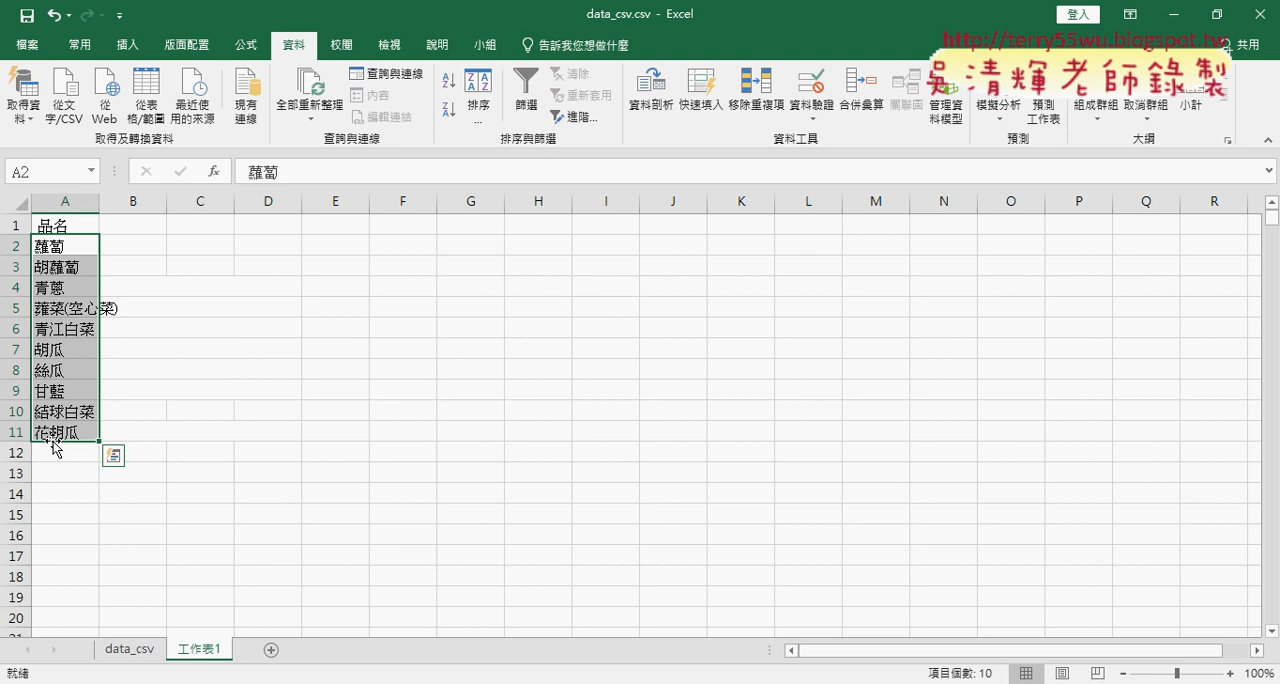 data_csv.csv - Excel
登入
檔案 常用 插入 版面配置 公式 資料 校閱 檢視 說明 小組 告訴我您想做什麼 共用
http://terry55wu.blogspot.tw
吳清輝老師錄製
取得資料 從文字/CSV 從 Web 從表格/範圍 最近使用的來源 現有連線
取得及轉換資料
全部重新整理 查詢與連線 內容 編輯連結
查詢與連線
排序... 篩選 清除 重新套用 進階...
排序與篩選
資料剖析 快速填入 移除重複項 資料驗證 合併彙算 關聯圖 管理資料模型
資料工具
模擬分析 預測工作表
預測
組成群組 取消群組 小計
大綱
A2 fx 蘿蔔
A B C D E F G H I J K L M N O P Q R
1 品名
2 蘿蔔
3 胡蘿蔔
4 青蔥
5 蕹菜(空心菜)
6 青江白菜
7 胡瓜
8 絲瓜
9 甘藍
10 結球白菜
11 花胡瓜
12
13
14
15
16
17
18
19
20
data_csv 工作表1
就緒 項目個數: 10 100%